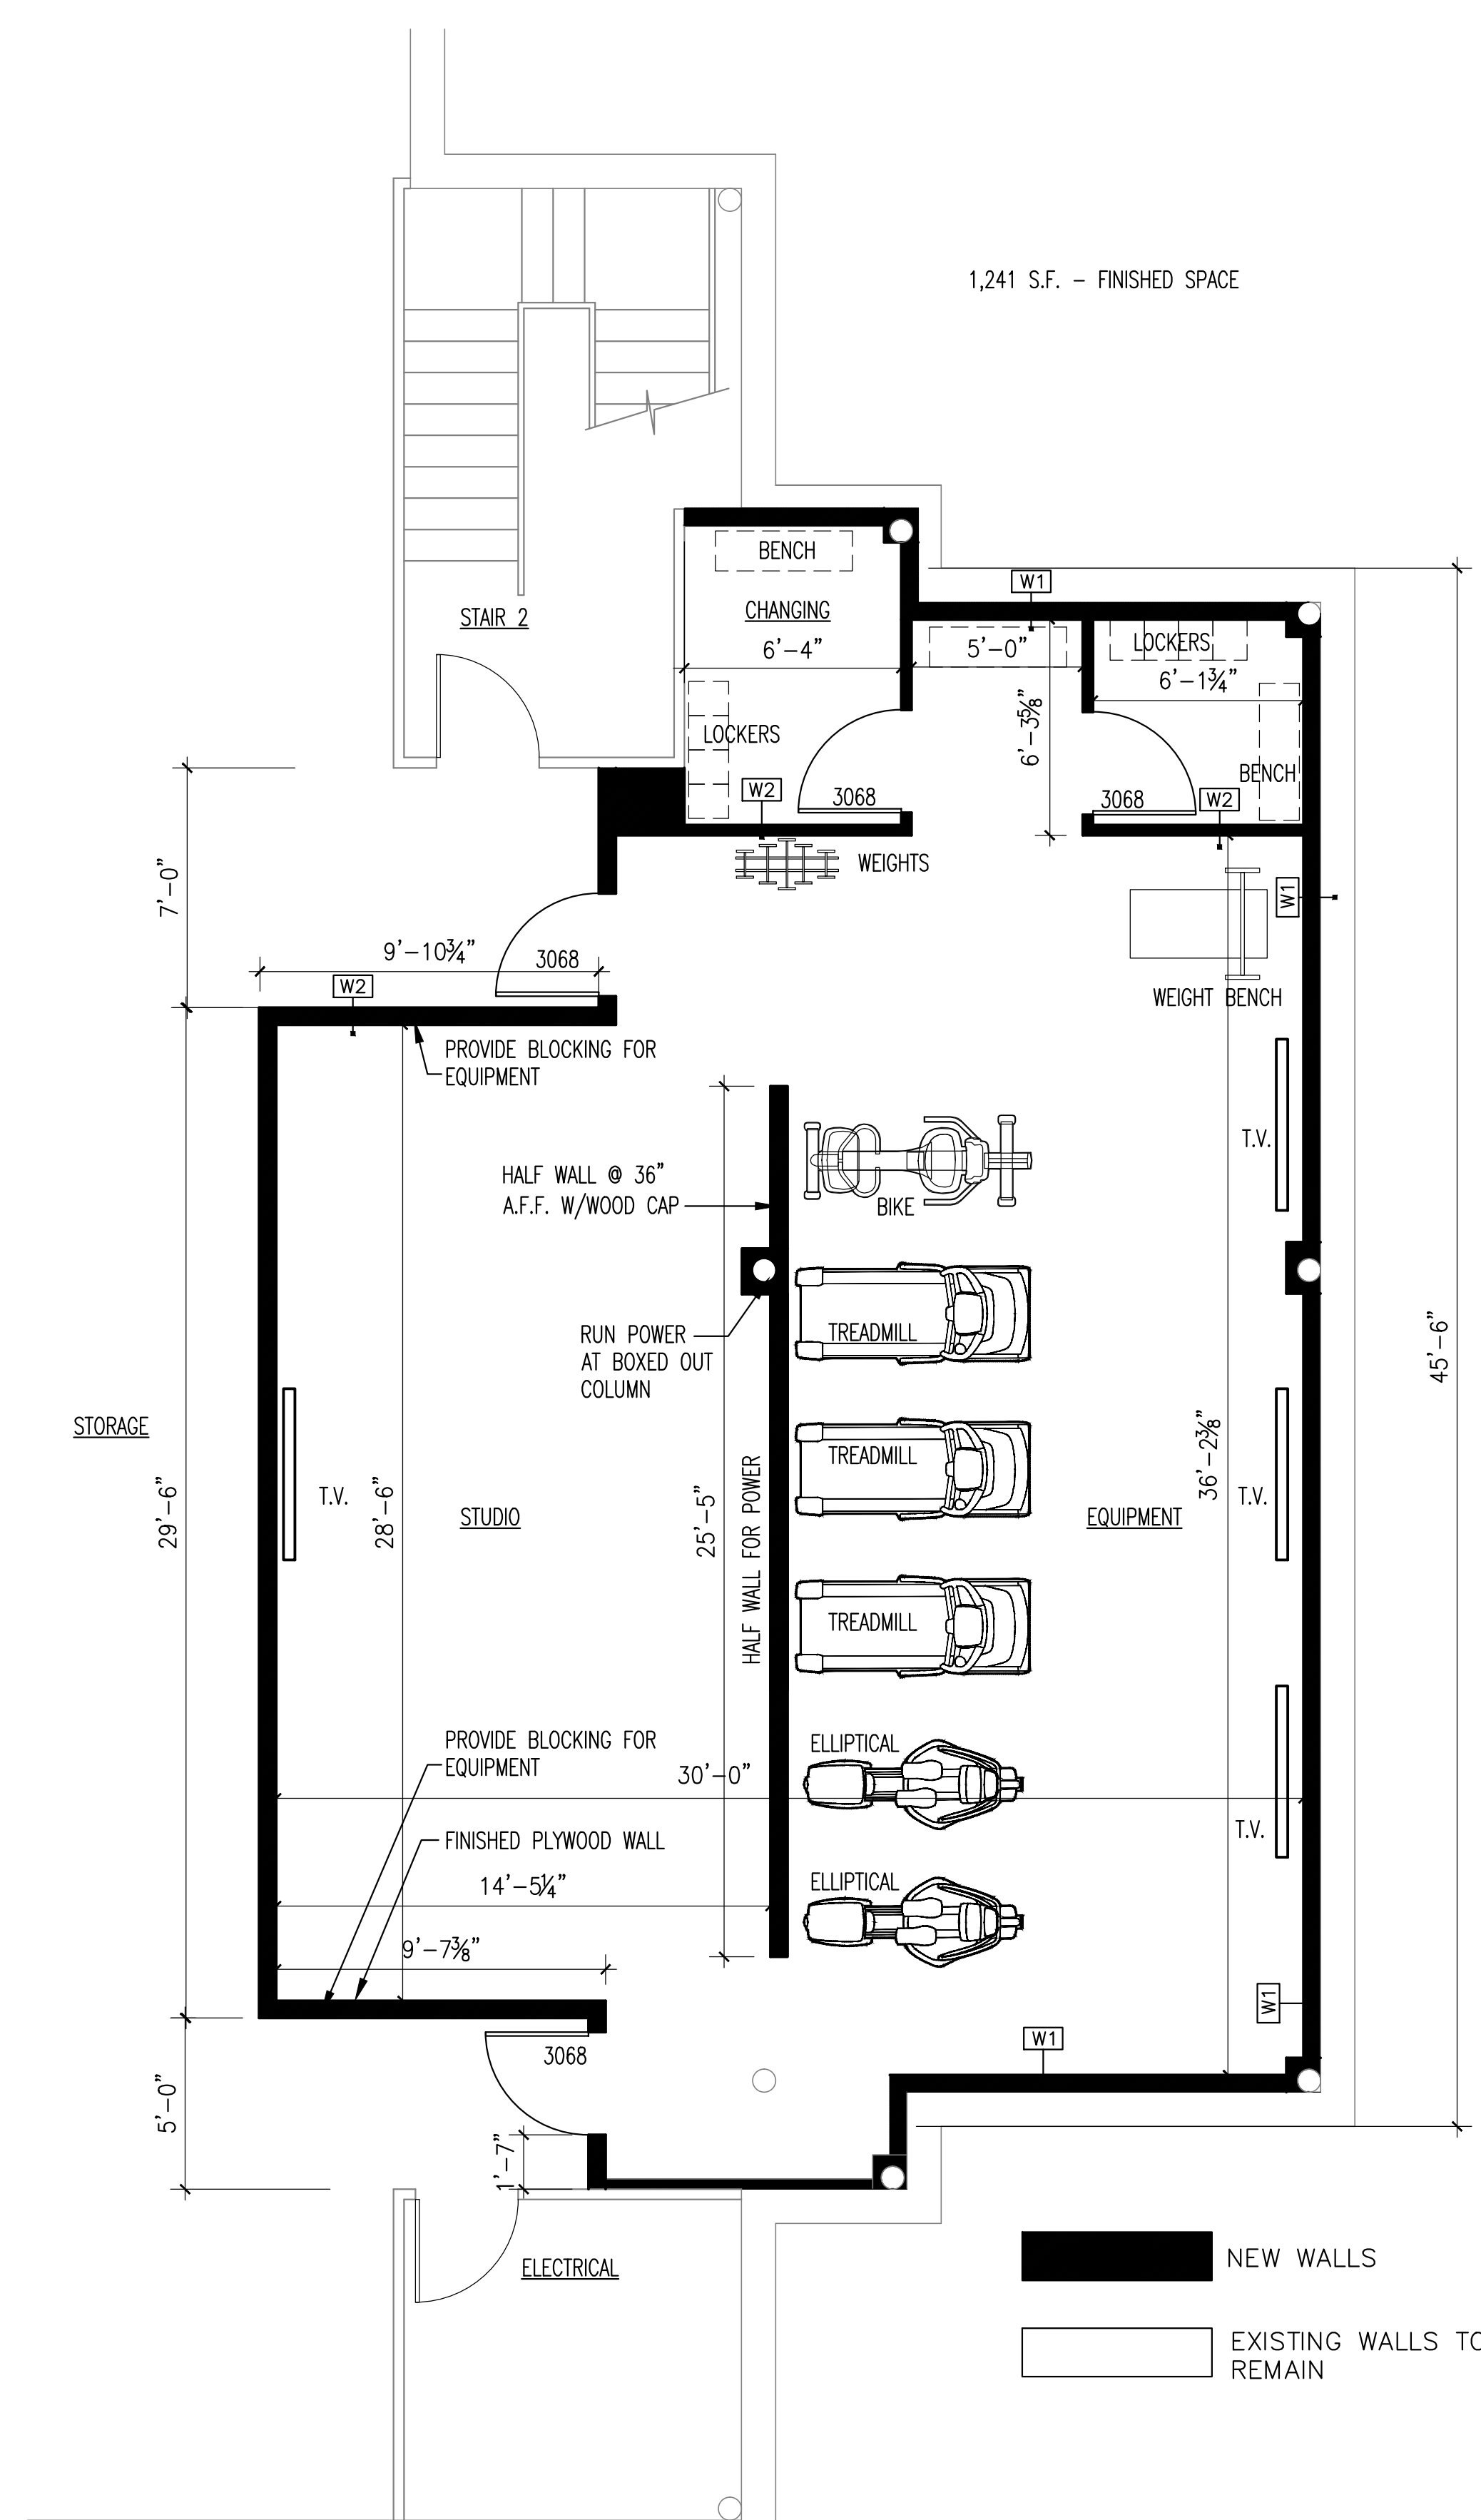 1,241 S.F. – FINISHED SPACE
BENCH
STAIR 2
CHANGING
W1
6'–4"
5'–0"
LOCKERS
6'–1¾"
6'–3⅝"
LOCKERS
BENCH
W2
3068
3068
W2
WEIGHTS
7'–0"
W1
9'–10¾"
3068
W2
WEIGHT BENCH
PROVIDE BLOCKING FOR
EQUIPMENT
T.V.
HALF WALL @ 36"
A.F.F. W/WOOD CAP
BIKE
RUN POWER
AT BOXED OUT
COLUMN
TREADMILL
45'–6"
STORAGE
TREADMILL
36'–2⅜"
29'–6"
T.V.
28'–6"
STUDIO
25'–5"
HALF WALL FOR POWER
EQUIPMENT
T.V.
TREADMILL
PROVIDE BLOCKING FOR
EQUIPMENT
ELLIPTICAL
30'–0"
T.V.
FINISHED PLYWOOD WALL
14'–5¼"
ELLIPTICAL
9'–7⅜"
W1
3068
W1
5'–0"
1'–7"
ELECTRICAL
NEW WALLS
EXISTING WALLS TO
REMAIN